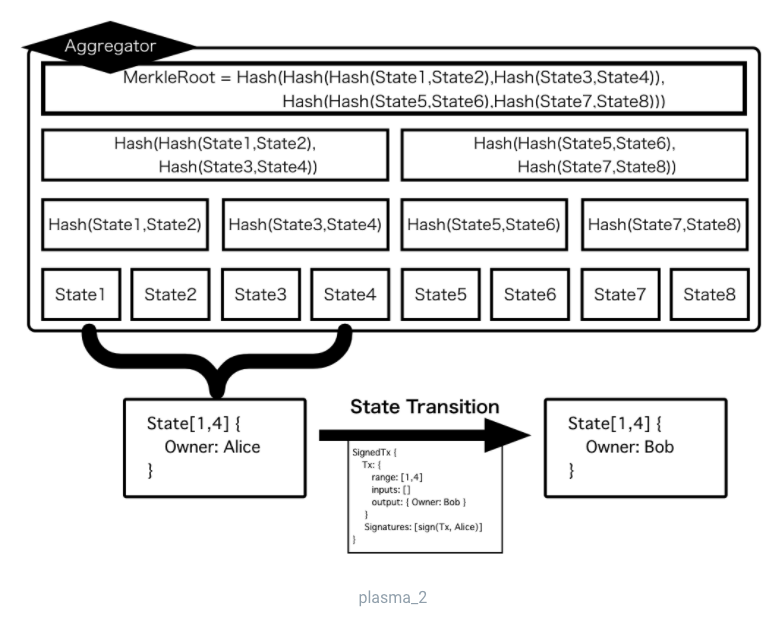 Aggregator
MerkleRoot = Hash(Hash(Hash(State1,State2),Hash(State3,State4)),
Hash(Hash(State5,State6),Hash(State7,State8)))
Hash(Hash(State1,State2),
Hash(State3,State4))
Hash(Hash(State5,State6),
Hash(State7,State8))
Hash(State1,State2)
Hash(State3,State4)
Hash(State5,State6)
Hash(State7,State8)
State1
State2
State3
State4
State5
State6
State7
State8
State[1,4] {
Owner: Alice
}
State Transition
SignedTx {
Tx: {
range: [1,4]
inputs: []
output: { Owner: Bob }
}
Signatures: [sign(Tx, Alice)]
}
State[1,4] {
Owner: Bob
}
plasma_2